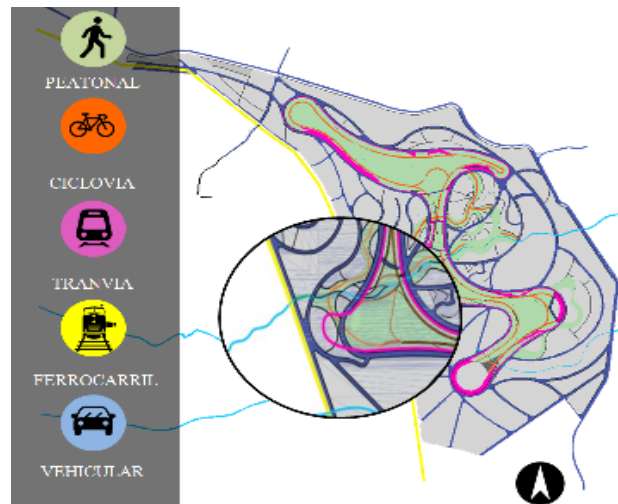 PEATONAL
CICLOVIA
TRANVIA
FERROCARRIL
VEHICULAR